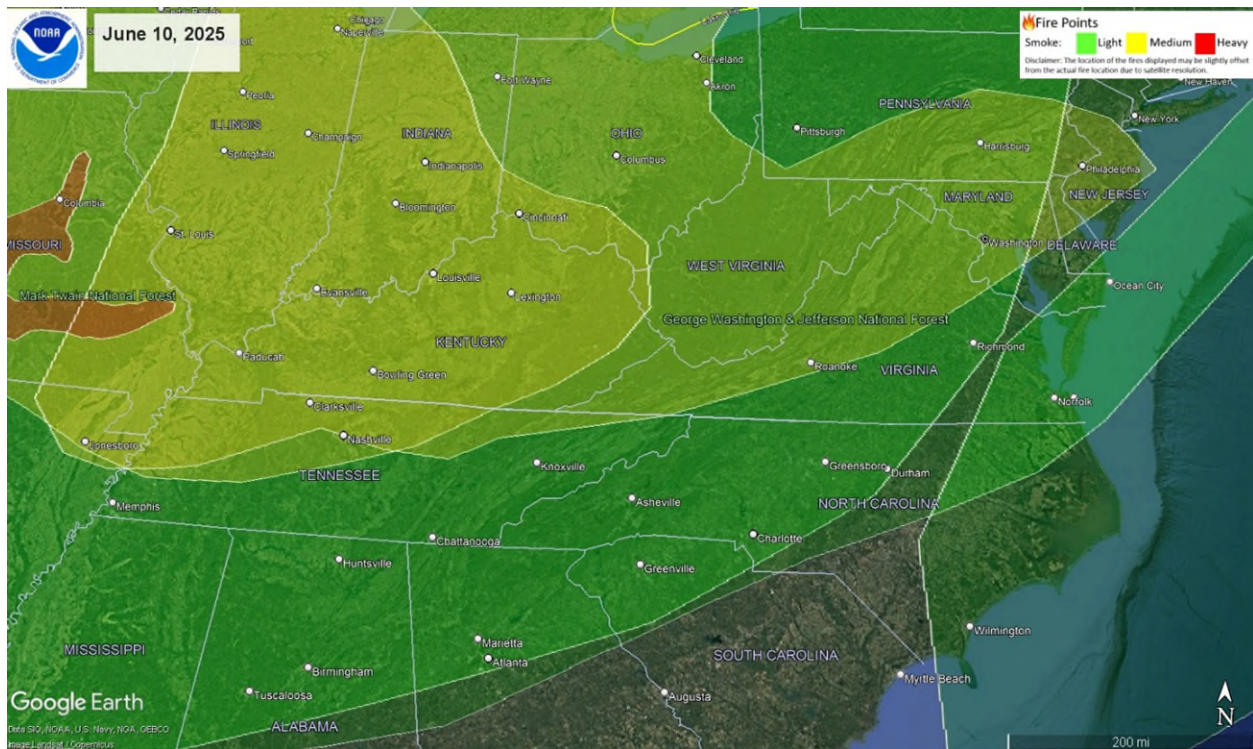 NOAA
June 10, 2025
Fire Points
Smoke: Light Medium Heavy
Disclaimer: The location of the fires displayed may be slightly offset
from the actual fire location due to satellite resolution.
Chicago
Naperville
Cleveland
Fort Wayne
Akron
New Haven
Peoria
PENNSYLVANIA
New York
ILLINOIS
Champaign
INDIANA
OHIO
Pittsburgh
Harrisburg
Springfield
Indianapolis
Columbus
Philadelphia
Columbia
Bloomington
Cincinnati
MARYLAND
NEW JERSEY
St. Louis
MISSOURI
Washington
DELAWARE
WEST VIRGINIA
Louisville
Ocean City
Mark Twain National Forest
Evansville
Lexington
George Washington & Jefferson National Forest
KENTUCKY
Richmond
Paducah
Bowling Green
Roanoke
VIRGINIA
Clarksville
Norfolk
Jonesboro
Nashville
TENNESSEE
Knoxville
Greensboro
Durham
Memphis
Asheville
NORTH CAROLINA
Chattanooga
Charlotte
Huntsville
Greenville
Wilmington
MISSISSIPPI
Marietta
SOUTH CAROLINA
Atlanta
Birmingham
Myrtle Beach
Tuscaloosa
Augusta
Google Earth
ALABAMA
N
Data SIO, NOAA, U.S. Navy, NGA, GEBCO
Image Landsat / Copernicus
200 mi